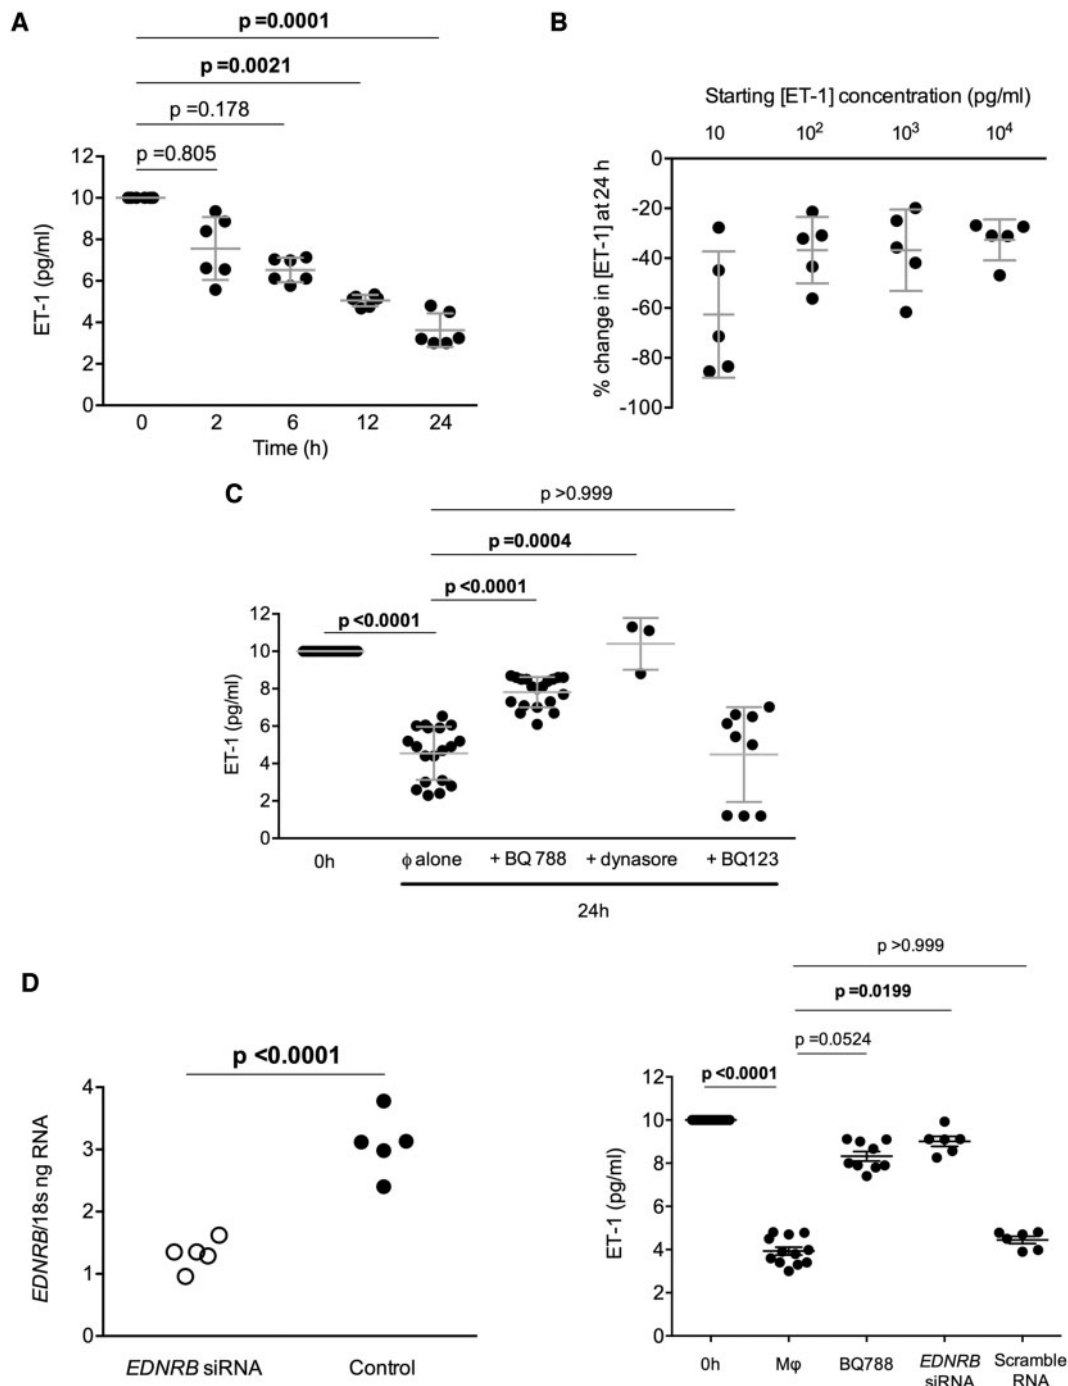 A
p =0.0001
p =0.0021
p =0.178
p =0.805
12
10
8
6
4
2
0
ET-1 (pg/ml)
0 2 6 12 24
Time (h)
B
Starting [ET-1] concentration (pg/ml)
10 10² 10³ 10⁴
0
-20
-40
-60
-80
-100
% change in [ET-1] at 24 h
C
p >0.999
p =0.0004
p <0.0001
p <0.0001
12
10
8
6
4
2
0
ET-1 (pg/ml)
0h ϕ alone + BQ 788 + dynasore + BQ123
24h
D
p <0.0001
4
3
2
1
0
EDNRB/18s ng RNA
EDNRB siRNA Control
p >0.999
p =0.0199
p =0.0524
p <0.0001
12
10
8
6
4
2
0
ET-1 (pg/ml)
0h Mφ BQ788 EDNRB Scramble
siRNA RNA